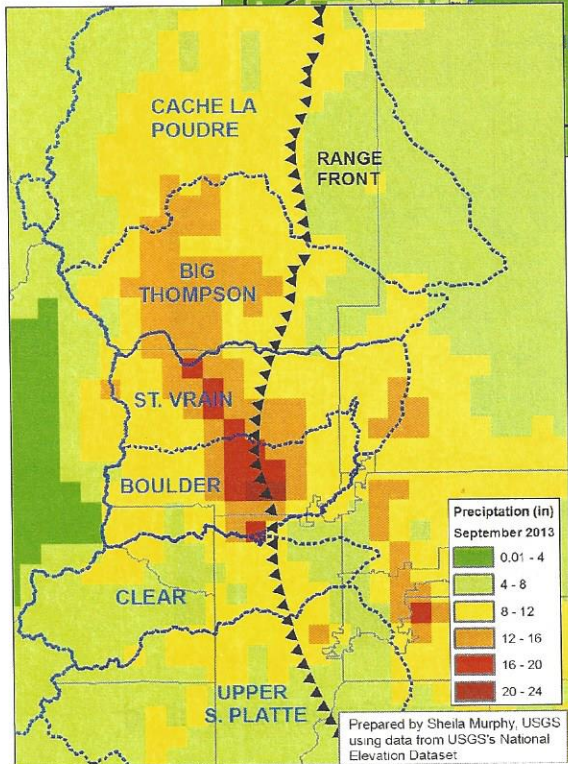 CACHE LA
POUDRE
RANGE
FRONT
BIG
THOMPSON
ST. VRAIN
BOULDER
CLEAR
UPPER
S. PLATTE
Precipitation (in)
September 2013
0.01 - 4
4 - 8
8 - 12
12 - 16
16 - 20
20 - 24
Prepared by Sheila Murphy, USGS
using data from USGS's National
Elevation Dataset